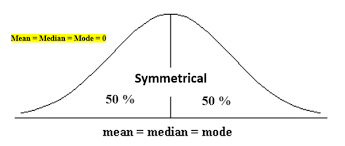 Mean = Median = Mode = 0
Symmetrical
50 % 50 %
mean = median = mode